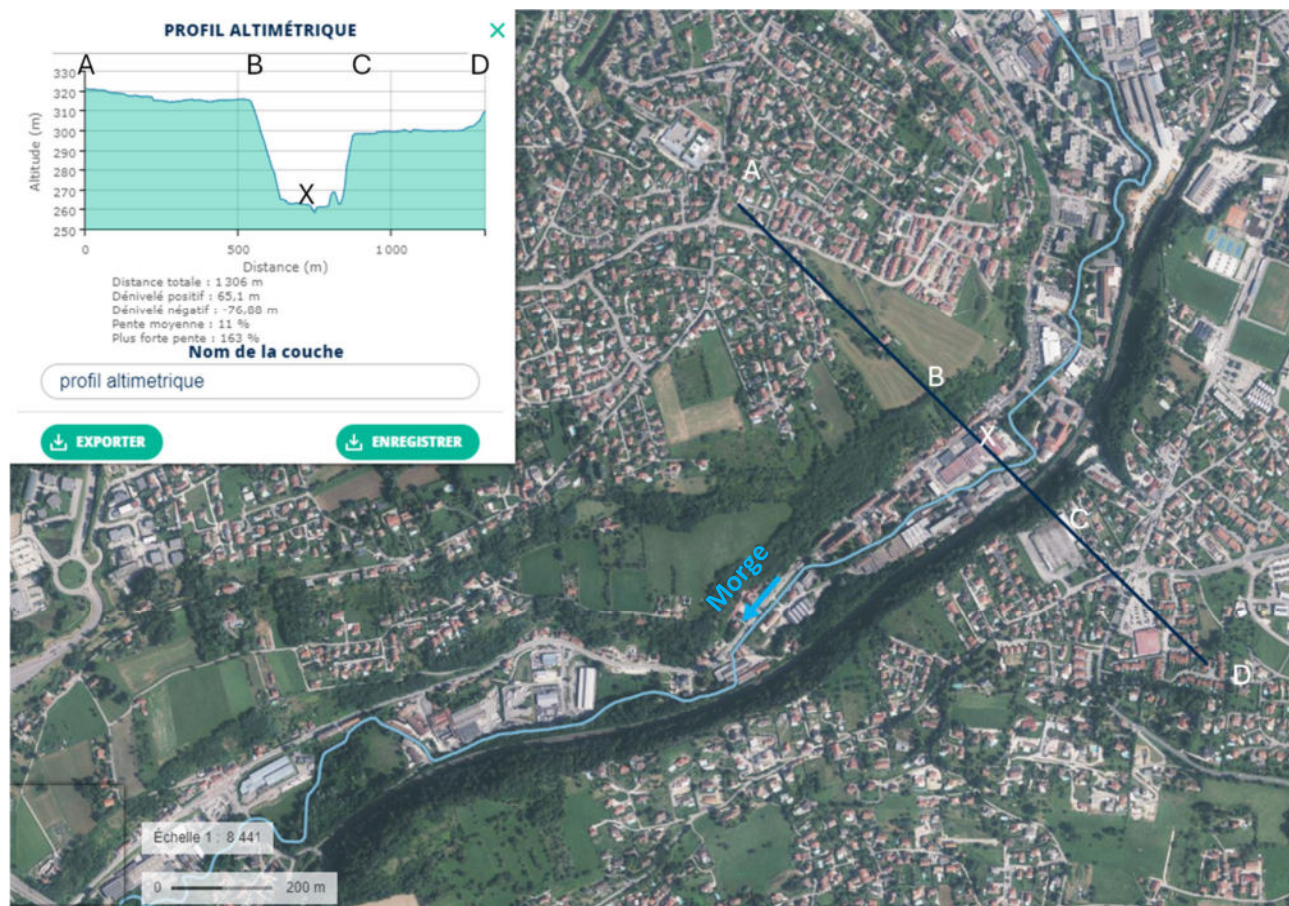 PROFIL ALTIMÉTRIQUE ×
A B C D
330
320
310
300
290
280
270
260
250
Altitude (m)
X
0 500 1 000
Distance (m)
Distance totale : 1 306 m
Dénivelé positif : 65,1 m
Dénivelé négatif : -76,88 m
Pente moyenne : 11 %
Plus forte pente : 163 %
Nom de la couche
profil altimetrique
EXPORTER ENREGISTRER
A
B
X
C
D
Morge
Échelle 1 : 8 441
0 200 m